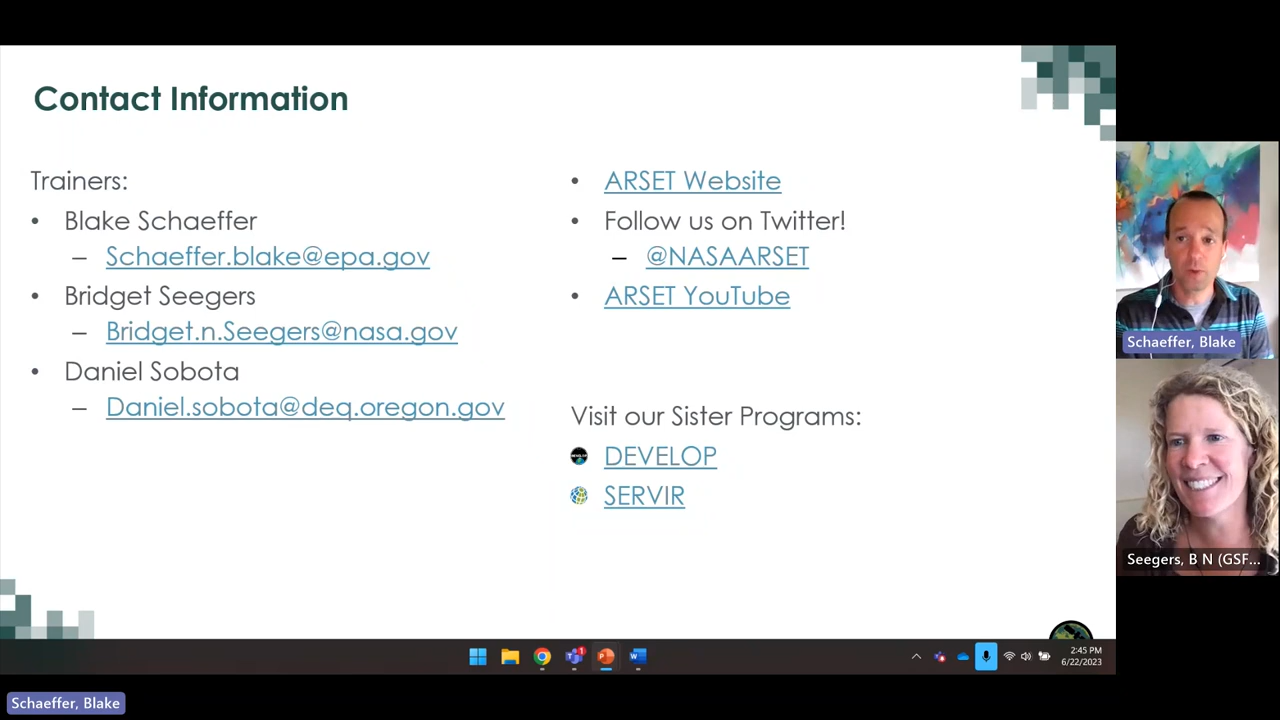 Contact Information
Trainers:
• Blake Schaeffer
– Schaeffer.blake@epa.gov
• Bridget Seegers
– Bridget.n.Seegers@nasa.gov
• Daniel Sobota
– Daniel.sobota@deq.oregon.gov
• ARSET Website
• Follow us on Twitter!
– @NASAARSET
• ARSET YouTube
Visit our Sister Programs:
DEVELOP
SERVIR
Schaeffer, Blake
Seegers, B N (GSF...
2:45 PM
6/22/2023
Schaeffer, Blake